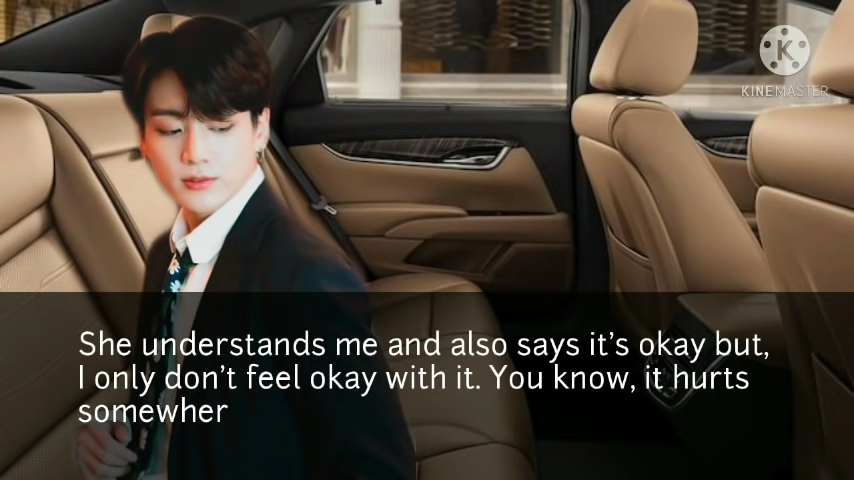 KINEMASTER
She understands me and also says it's okay but,
I only don't feel okay with it. You know, it hurts
somewher